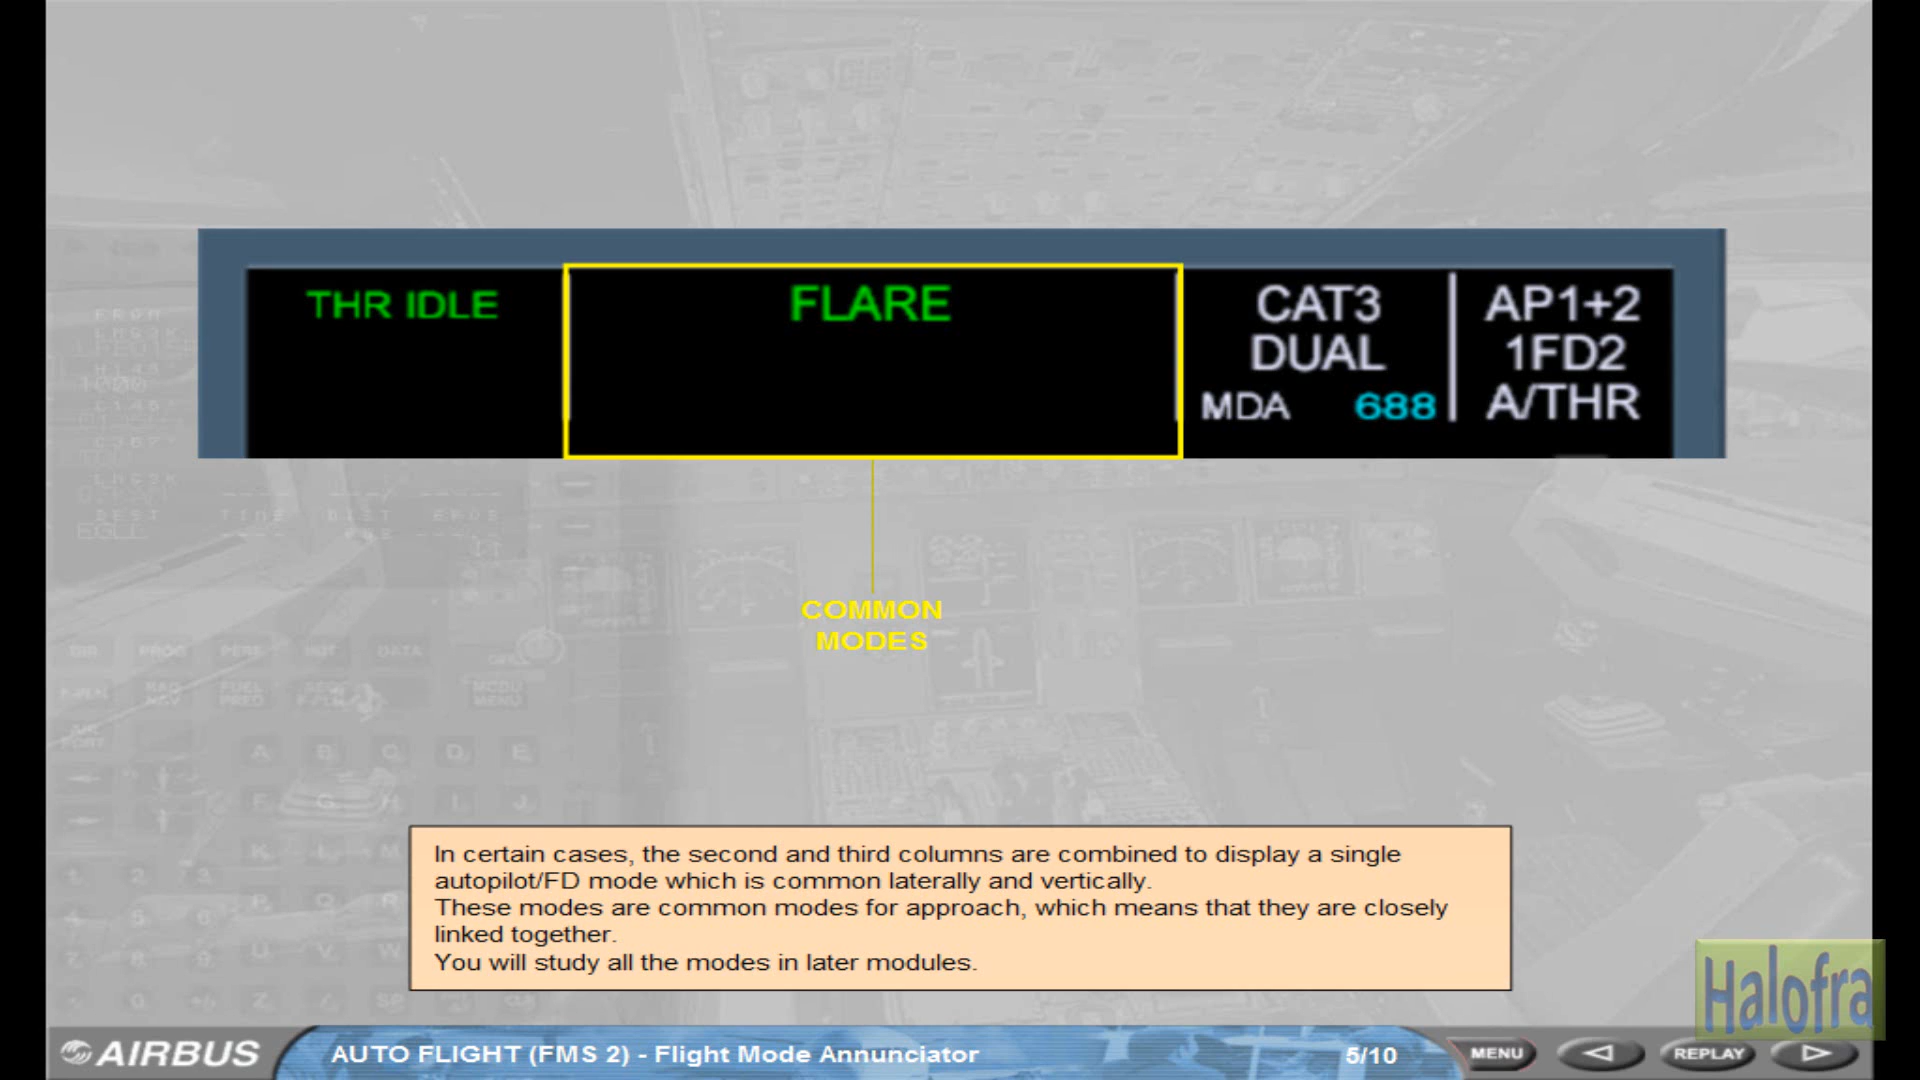 THR IDLE
FLARE
CAT3
DUAL
MDA 688
AP1+2
1FD2
A/THR
COMMON
MODES
In certain cases, the second and third columns are combined to display a single
autopilot/FD mode which is common laterally and vertically.
These modes are common modes for approach, which means that they are closely
linked together.
You will study all the modes in later modules.
Halofra
AIRBUS
AUTO FLIGHT (FMS 2) - Flight Mode Annunciator
5/10
MENU
REPLAY